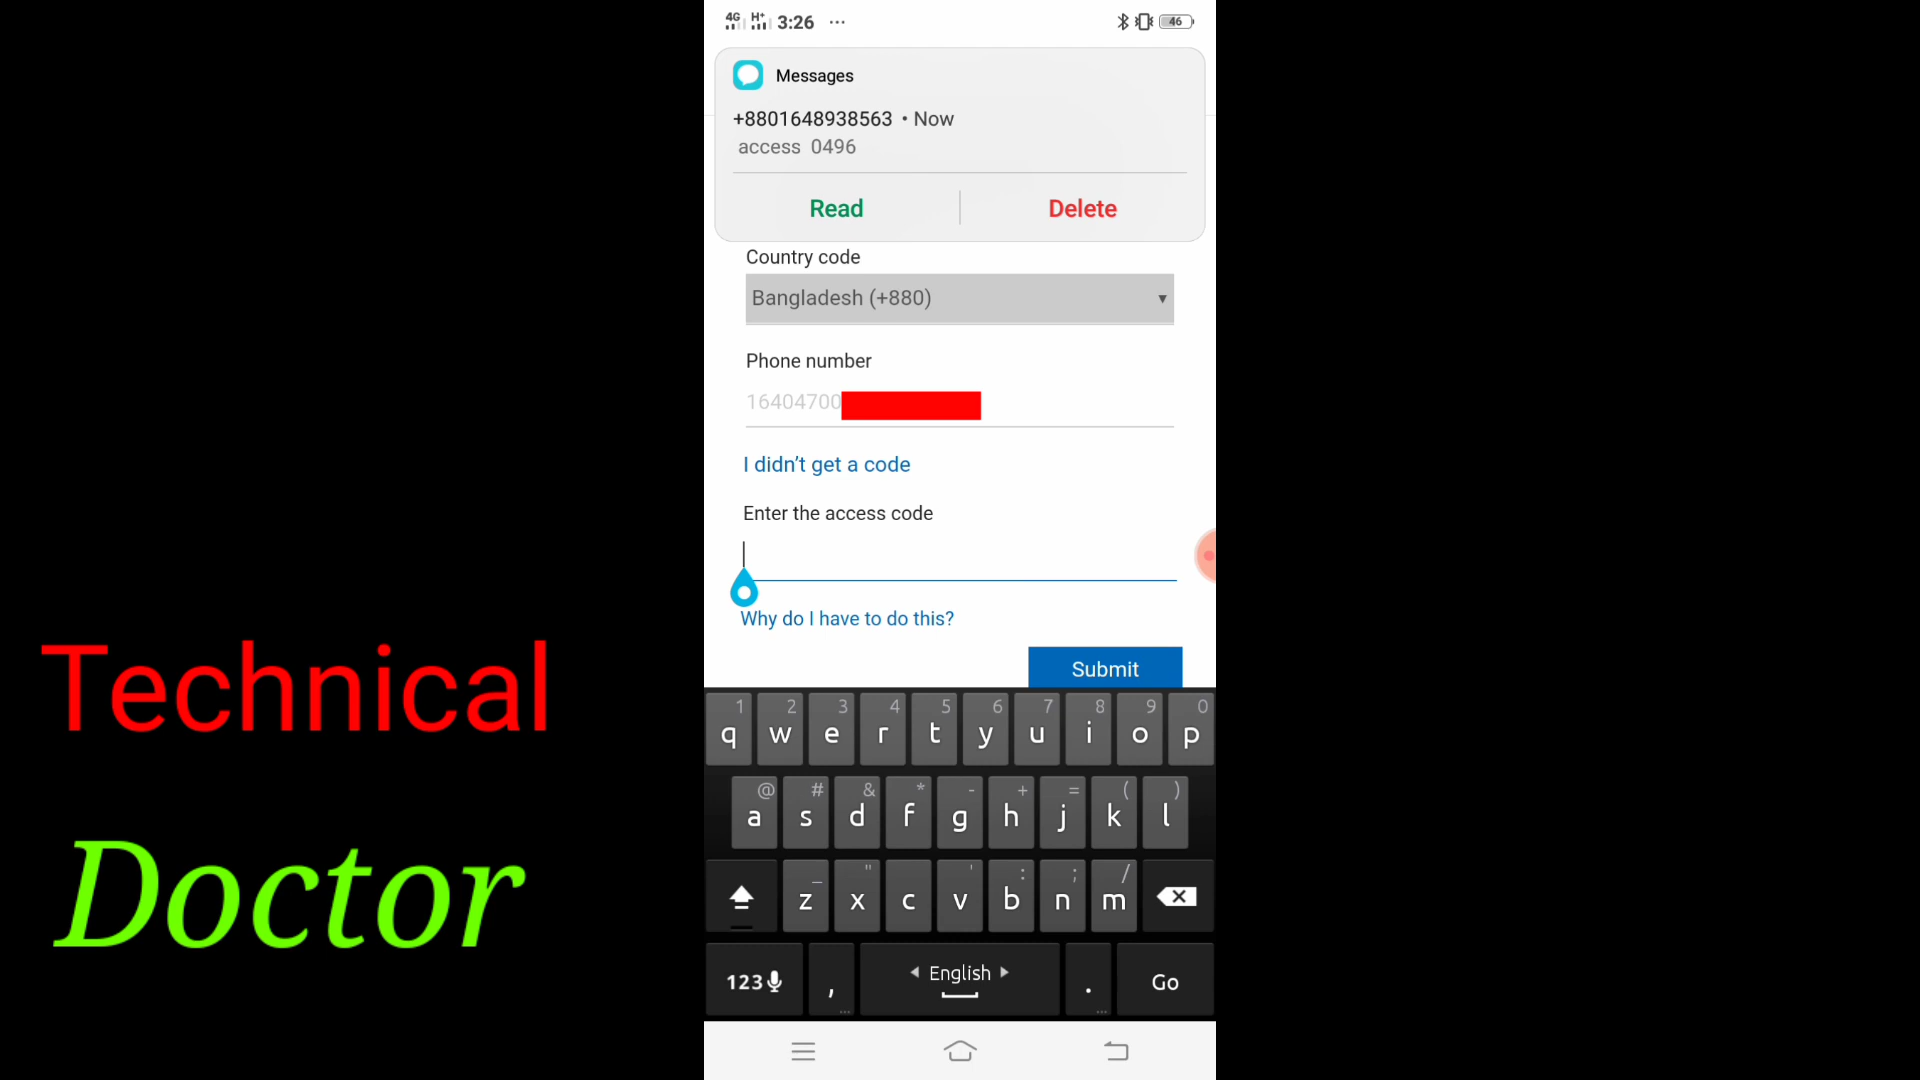 4G H+ 3:26 ... 46
Messages
+8801648938563 • Now
access 0496
Read Delete
Country code
Bangladesh (+880)
Phone number
16404700
I didn't get a code
Enter the access code
Why do I have to do this?
Submit
1 2 3 4 5 6 7 8 9 0
q w e r t y u i o p
@ # & * - + = ( )
a s d f g h j k l
_ " ' : ; /
z x c v b n m
123 , English . Go
Technical
Doctor